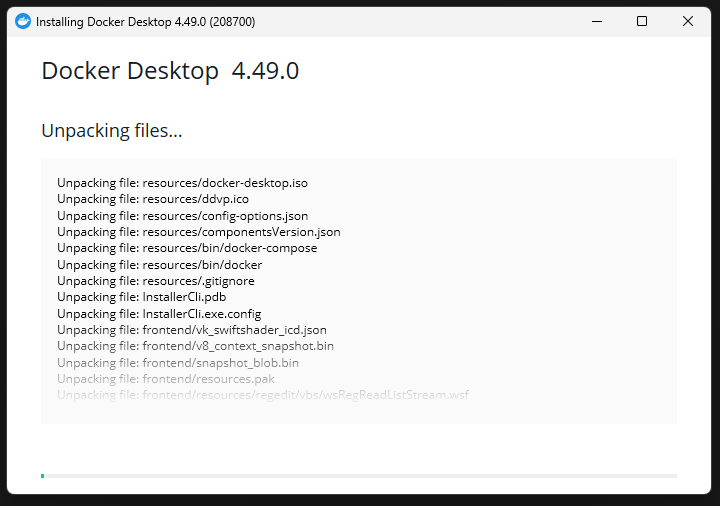 Installing Docker Desktop 4.49.0 (208700)
Docker Desktop 4.49.0
Unpacking files...
Unpacking file: resources/docker-desktop.iso
Unpacking file: resources/ddvp.ico
Unpacking file: resources/config-options.json
Unpacking file: resources/componentsVersion.json
Unpacking file: resources/bin/docker-compose
Unpacking file: resources/bin/docker
Unpacking file: resources/.gitignore
Unpacking file: InstallerCli.pdb
Unpacking file: InstallerCli.exe.config
Unpacking file: frontend/vk_swiftshader_icd.json
Unpacking file: frontend/v8_context_snapshot.bin
Unpacking file: frontend/snapshot_blob.bin
Unpacking file: frontend/resources.pak
Unpacking file: frontend/resources/regedit/vbs/wsRegReadListStream.wsf